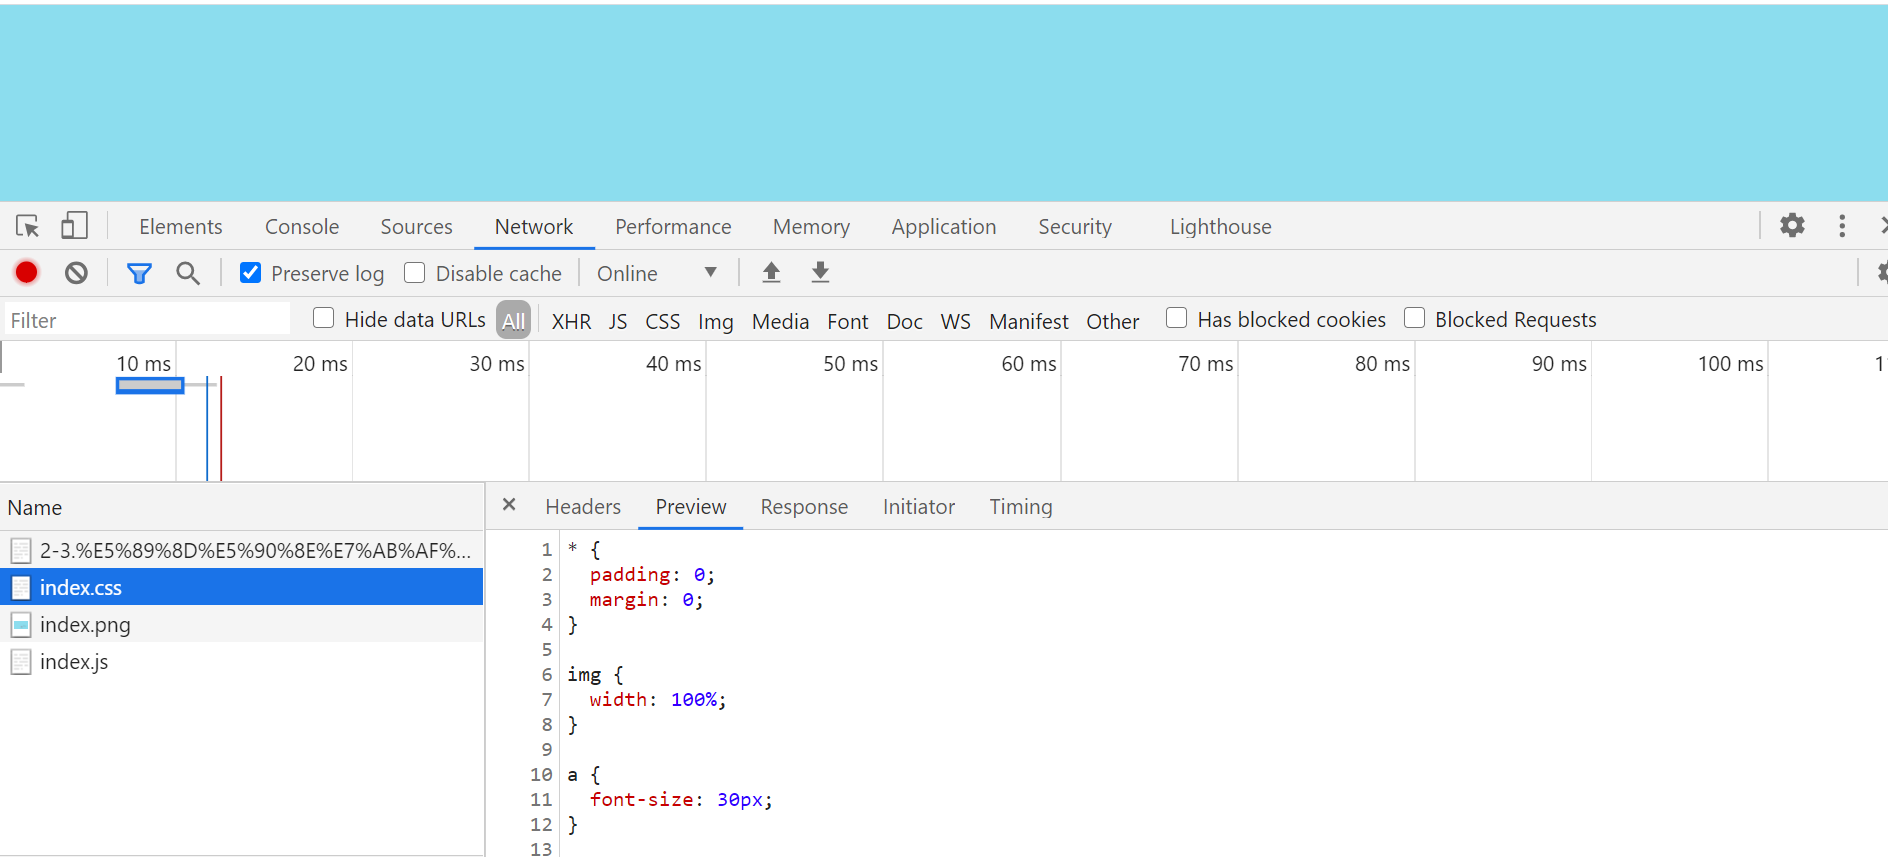 Elements Console Sources Network Performance Memory Application Security Lighthouse
Preserve log Disable cache Online
Filter Hide data URLs All XHR JS CSS Img Media Font Doc WS Manifest Other Has blocked cookies Blocked Requests
10 ms 20 ms 30 ms 40 ms 50 ms 60 ms 70 ms 80 ms 90 ms 100 ms
Name
2-3.%E5%89%8D%E5%90%8E%E7%AB%AF%...
index.css
index.png
index.js
Headers Preview Response Initiator Timing
1 * {
2 padding: 0;
3 margin: 0;
4 }
5
6 img {
7 width: 100%;
8 }
9
10 a {
11 font-size: 30px;
12 }
13